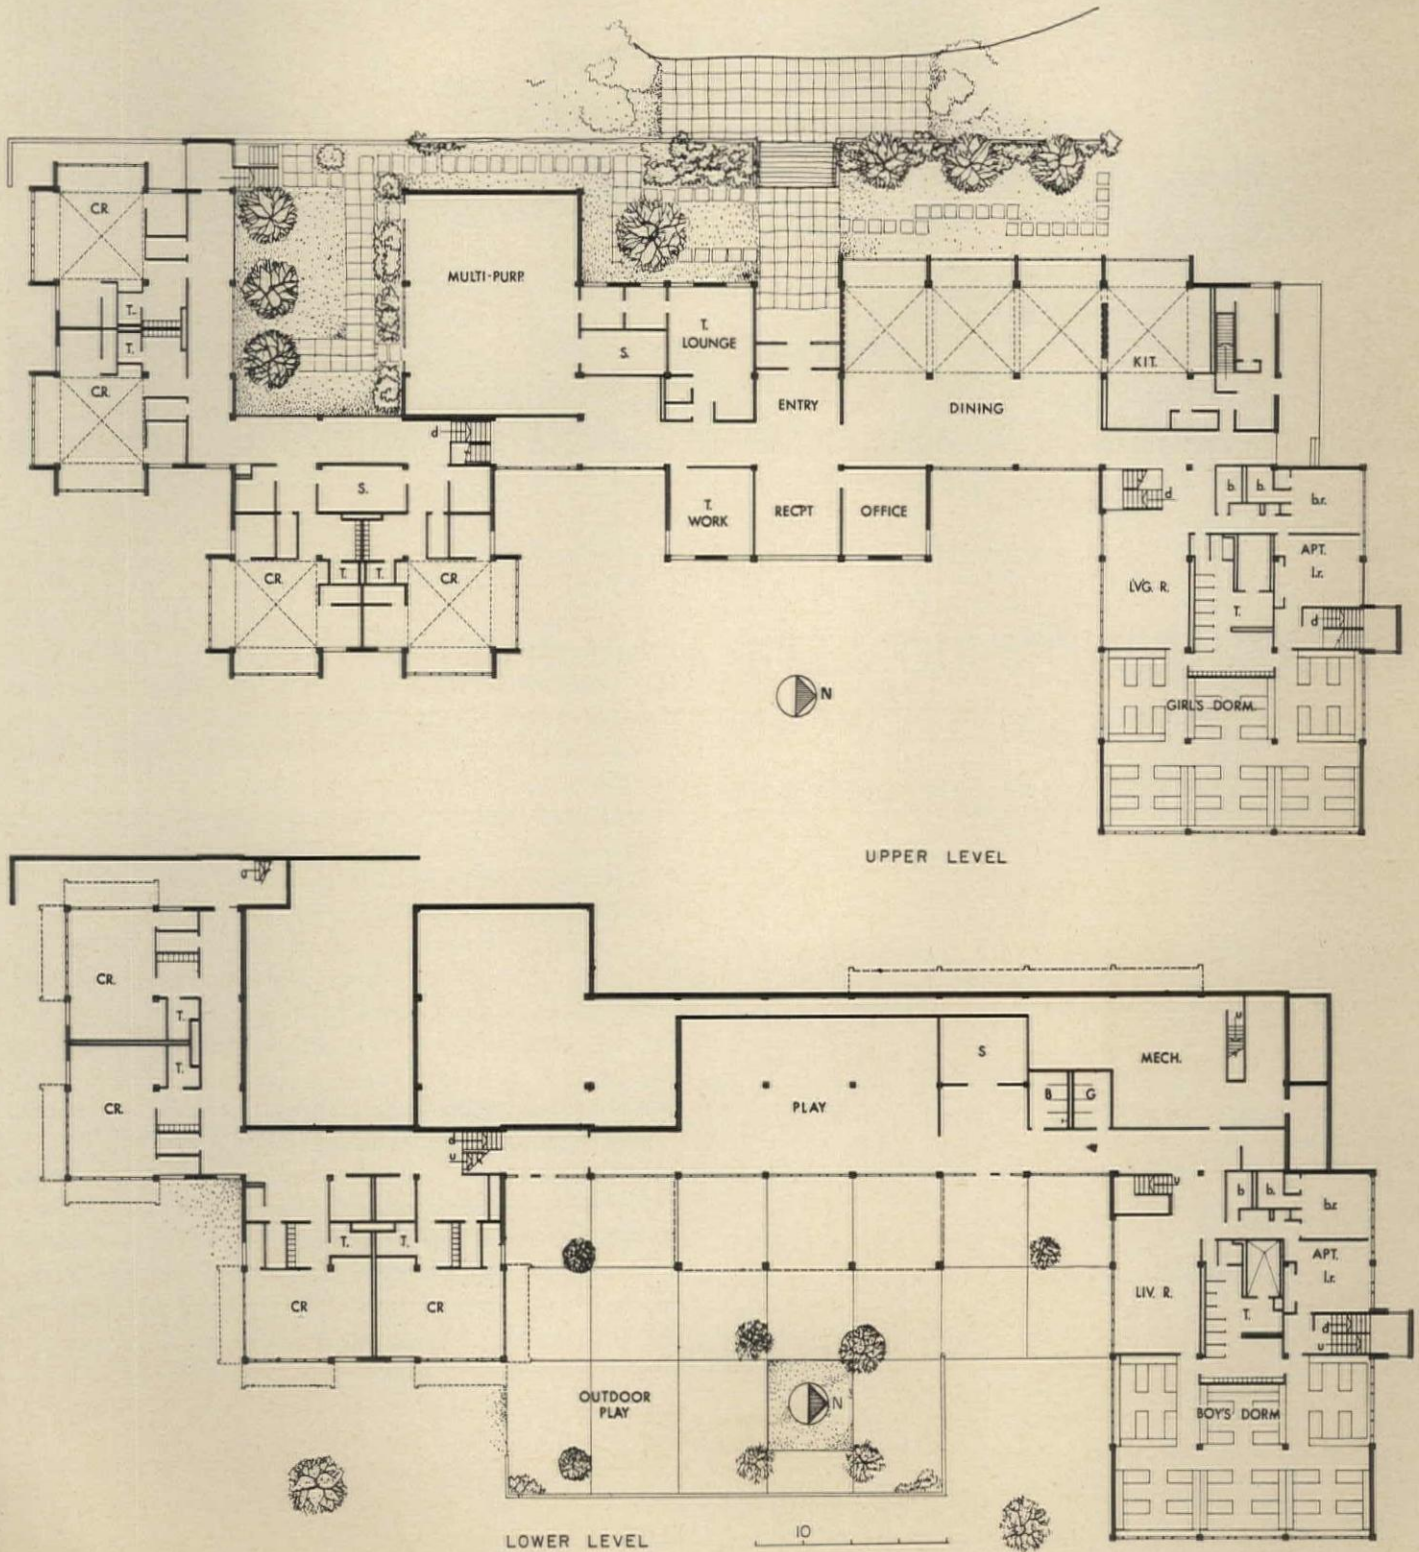 CR.
MULTI-PURP.
T.
LOUNGE
S.
T.
T.
KIT.
CR.
ENTRY
DINING
d
S.
T.
WORK
RECPT
OFFICE
d
b.
b.
b.r.
CR.
T.
T.
CR.
APT.
l.r.
LVG. R.
T.
d
N
GIRL'S DORM.
UPPER LEVEL
d
CR.
T.
T.
CR.
S
MECH.
u
B
G
PLAY
d
u
u
b
b.
b.r.
T.
T.
CR
CR
APT.
l.r.
LIV. R.
T.
d
u
OUTDOOR
PLAY
N
BOY'S DORM
LOWER LEVEL
10